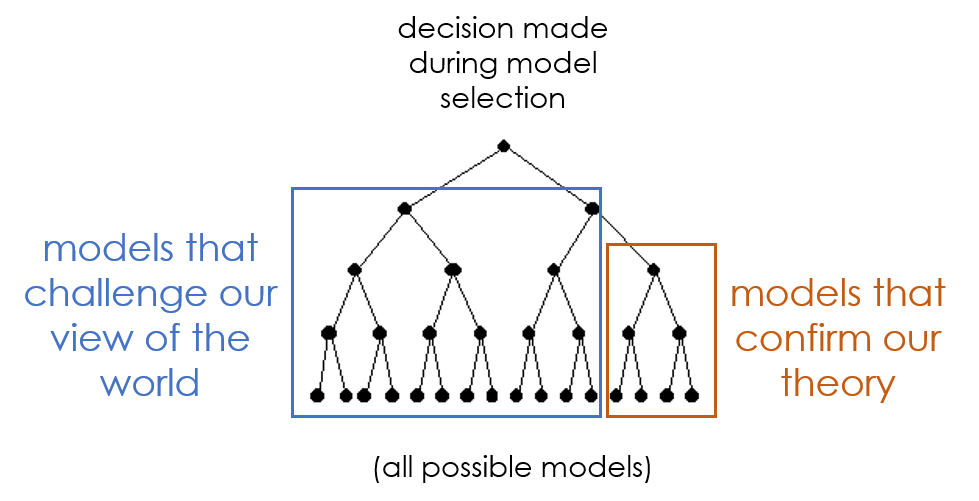 decision made
during model
selection
models that
challenge our
view of the
world
models that
confirm our
theory
(all possible models)